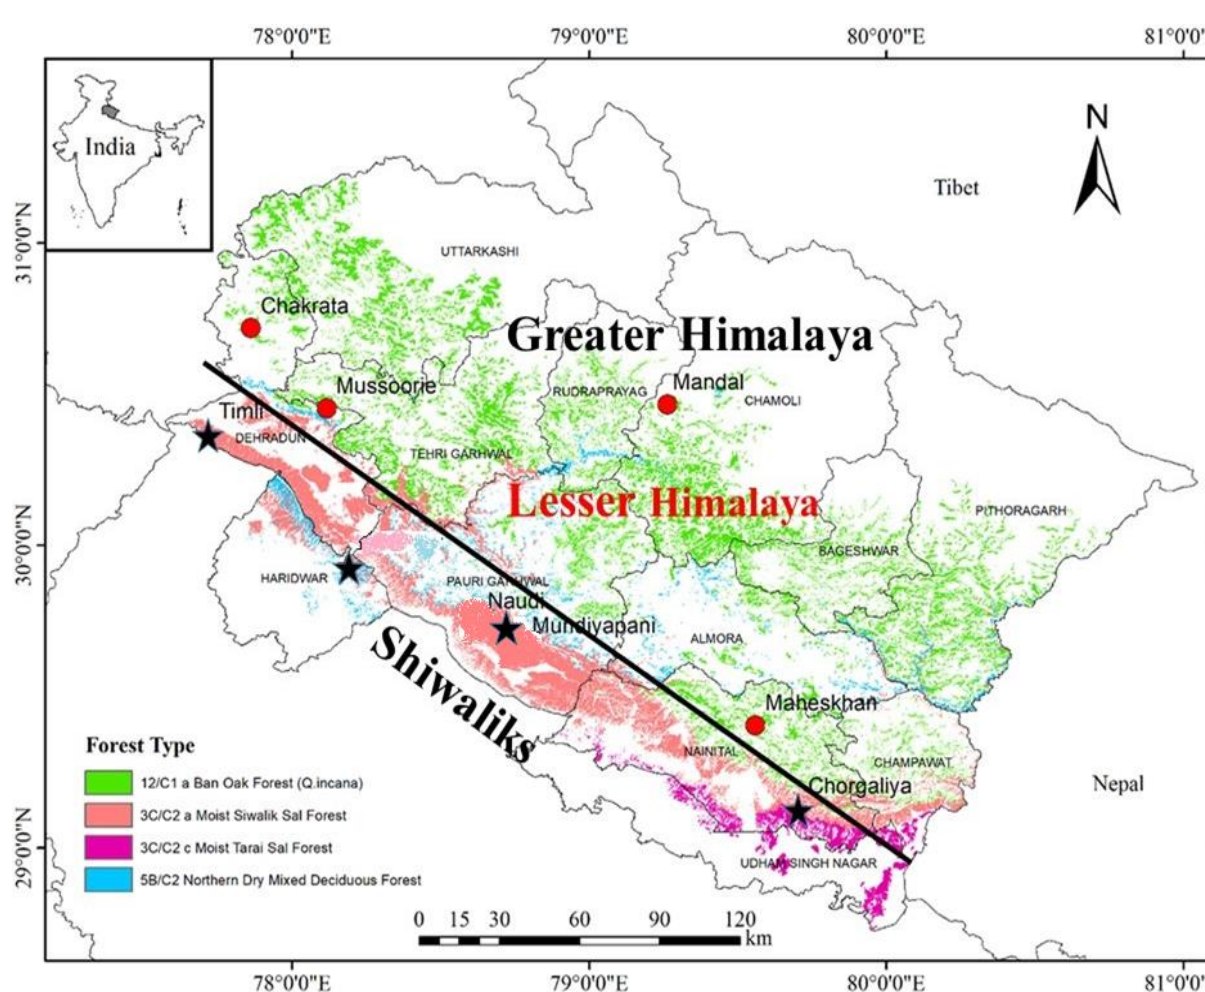 78°0'0"E 79°0'0"E 80°0'0"E 81°0'0"E
India
N
Tibet
31°0'0"N
UTTARKASHI
Chakrata
Greater Himalaya
Mussoorie
RUDRAPRAYAG
Mandal
CHAMOLI
Timli
DEHRADUN
TEHRI GARHWAL
Lesser Himalaya
PITHORAGARH
30°0'0"N
BAGESHWAR
HARIDWAR
PAURI GARHWAL
Naudi
Mundiyapani
ALMORA
Shiwaliks
Maheskhan
NAINITAL
CHAMPAWAT
Chorgaliya
Nepal
29°0'0"N
UDHAM SINGH NAGAR
Forest Type
12/C1 a Ban Oak Forest (Q.incana)
3C/C2 a Moist Siwalik Sal Forest
3C/C2 c Moist Tarai Sal Forest
5B/C2 Northern Dry Mixed Deciduous Forest
0 15 30 60 90 120
km
78°0'0"E 79°0'0"E 80°0'0"E 81°0'0"E